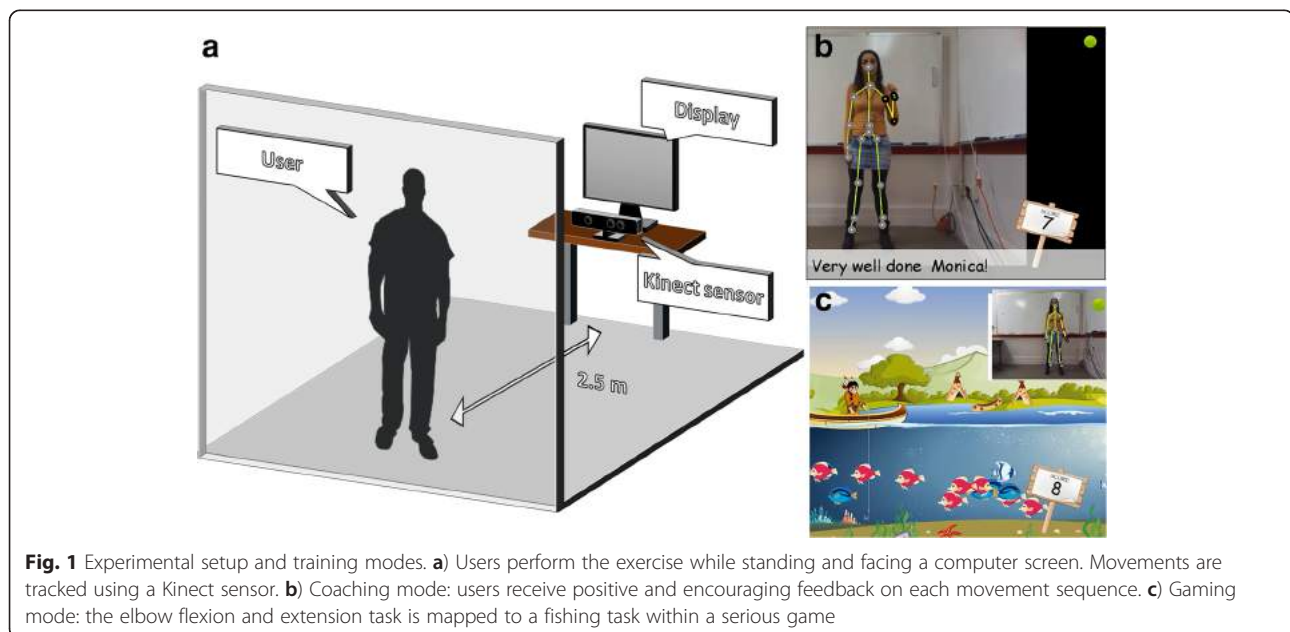 a
User
Display
Kinect sensor
2.5 m
b
7
Very well done Monica!
c
8
Fig. 1 Experimental setup and training modes. a) Users perform the exercise while standing and facing a computer screen. Movements are
tracked using a Kinect sensor. b) Coaching mode: users receive positive and encouraging feedback on each movement sequence. c) Gaming
mode: the elbow flexion and extension task is mapped to a fishing task within a serious game